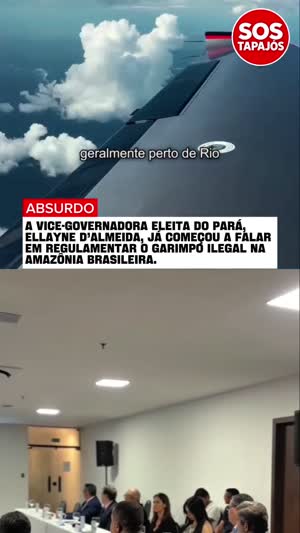 SOS
TAPAJÓS
geralmente perto de Rio
ABSURDO
A VICE-GOVERNADORA ELEITA DO PARÁ,
ELLAYNE D'ALMEIDA, JÁ COMEÇOU A FALAR
EM REGULAMENTAR O GARIMPO ILEGAL NA
AMAZÔNIA BRASILEIRA.